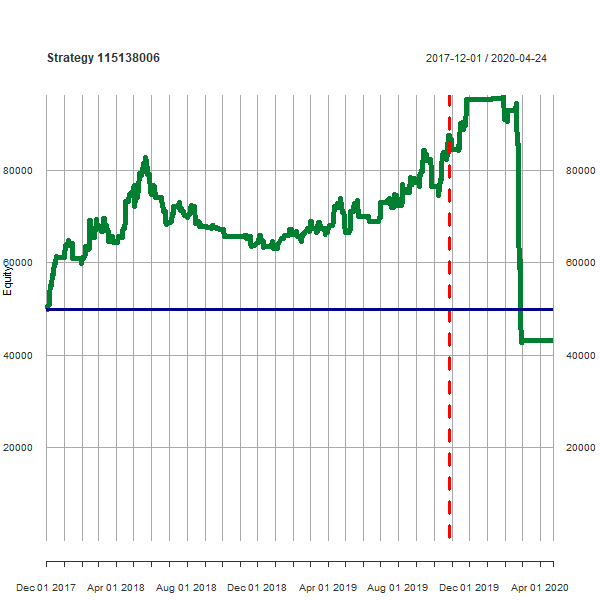 Strategy 115138006
2017-12-01 / 2020-04-24
80000
80000
60000
60000
Equity
40000
40000
20000
20000
Dec 01 2017
Apr 01 2018
Aug 01 2018
Dec 01 2018
Apr 01 2019
Aug 01 2019
Dec 01 2019
Apr 01 2020